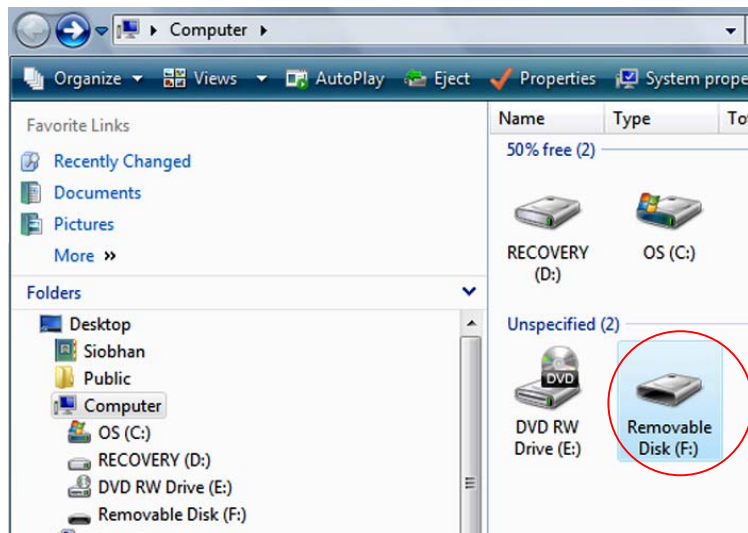 Computer
Organize Views AutoPlay Eject Properties System prope
Favorite Links
Recently Changed
Documents
Pictures
More »
Folders
Desktop
Siobhan
Public
Computer
OS (C:)
RECOVERY (D:)
DVD RW Drive (E:)
Removable Disk (F:)
Name Type To
50% free (2)
RECOVERY
(D:)
OS (C:)
Unspecified (2)
DVD
DVD RW
Drive (E:)
Removable
Disk (F:)